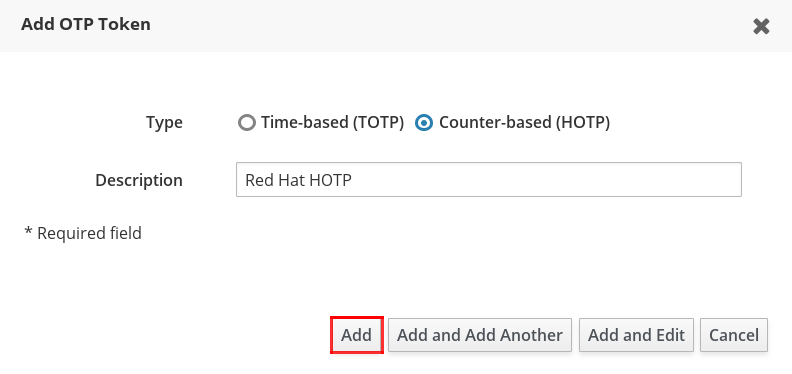 Add OTP Token
Type Time-based (TOTP) Counter-based (HOTP)
Description Red Hat HOTP
* Required field
Add Add and Add Another Add and Edit Cancel